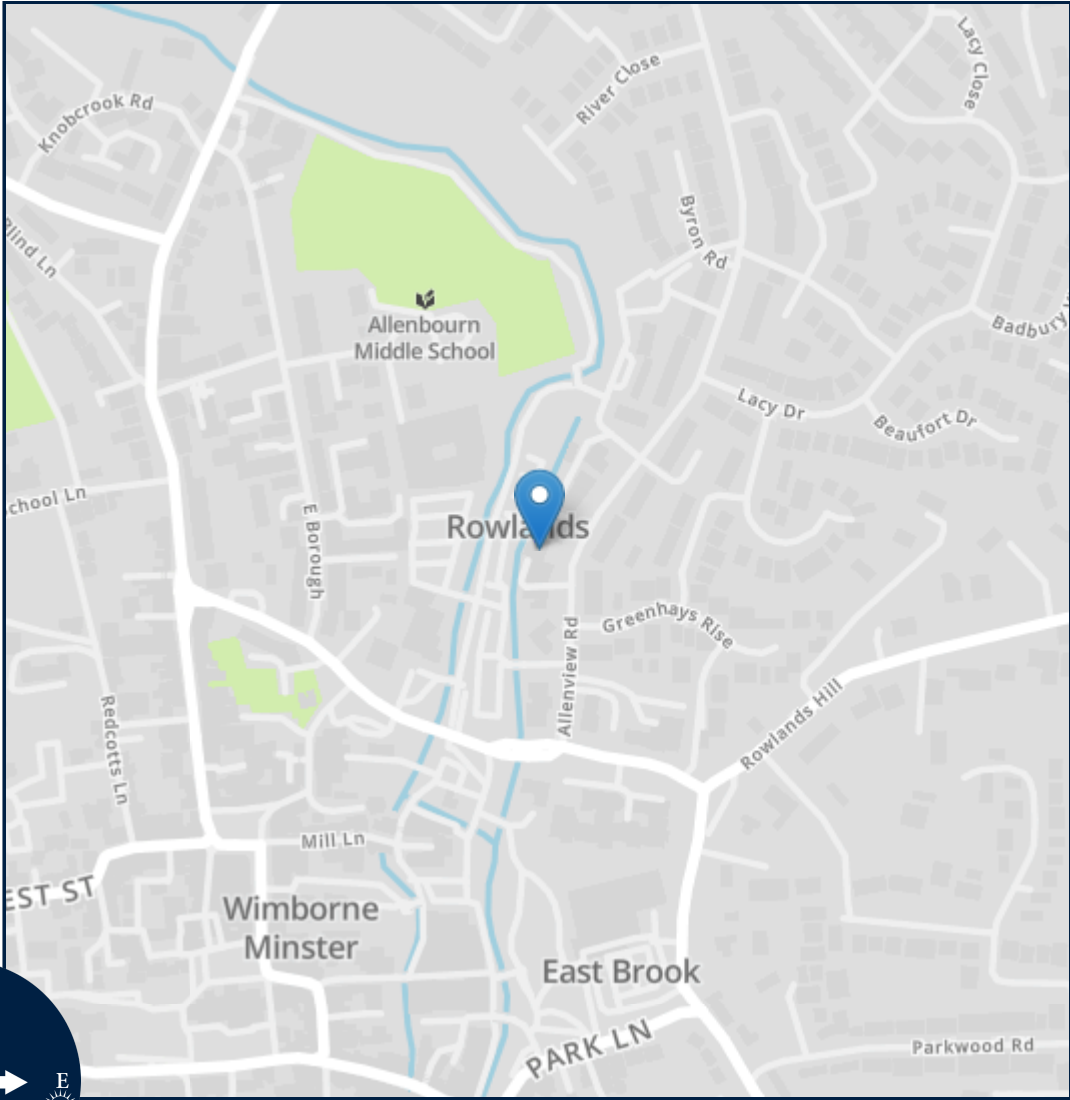 Lacy Close
River Close
Knobcrook Rd
Byron Rd
Blind Ln
Allenbourn
Middle School
Badbury
Lacy Dr
Beaufort Dr
School Ln
E Borough
Rowlands
Greenhays Rise
Allenview Rd
Rowlands Hill
Redcotts Ln
Mill Ln
EST ST
Wimborne
Minster
East Brook
PARK LN
Parkwood Rd
E